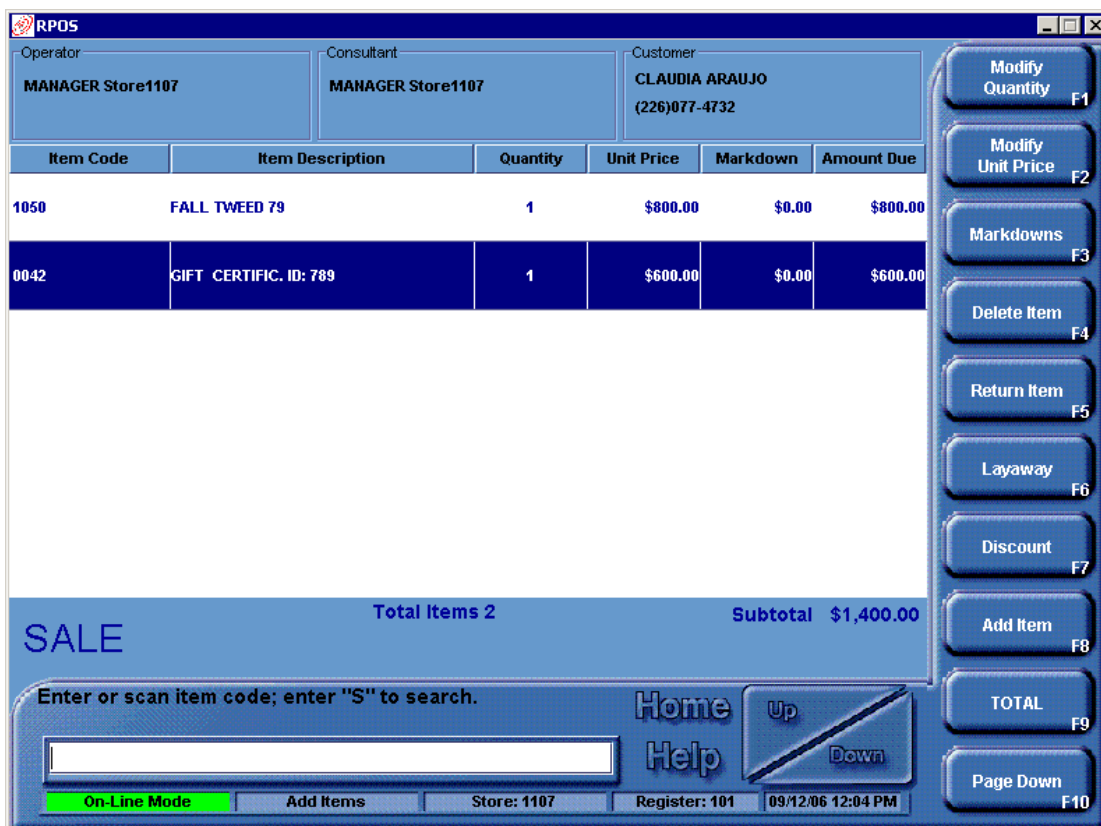 RPOS
Operator
MANAGER Store1107
Consultant
MANAGER Store1107
Customer
CLAUDIA ARAUJO
(226)077-4732
Item Code Item Description Quantity Unit Price Markdown Amount Due
1050 FALL TWEED 79 1 $800.00 $0.00 $800.00
0042 GIFT CERTIFIC. ID: 789 1 $600.00 $0.00 $600.00
SALE
Total Items 2
Subtotal $1,400.00
Enter or scan item code; enter "S" to search.
Home
Help
Up
Down
On-Line Mode Add Items Store: 1107 Register: 101 09/12/06 12:04 PM
Modify
Quantity
F1
Modify
Unit Price
F2
Markdowns
F3
Delete Item
F4
Return Item
F5
Layaway
F6
Discount
F7
Add Item
F8
TOTAL
F9
Page Down
F10